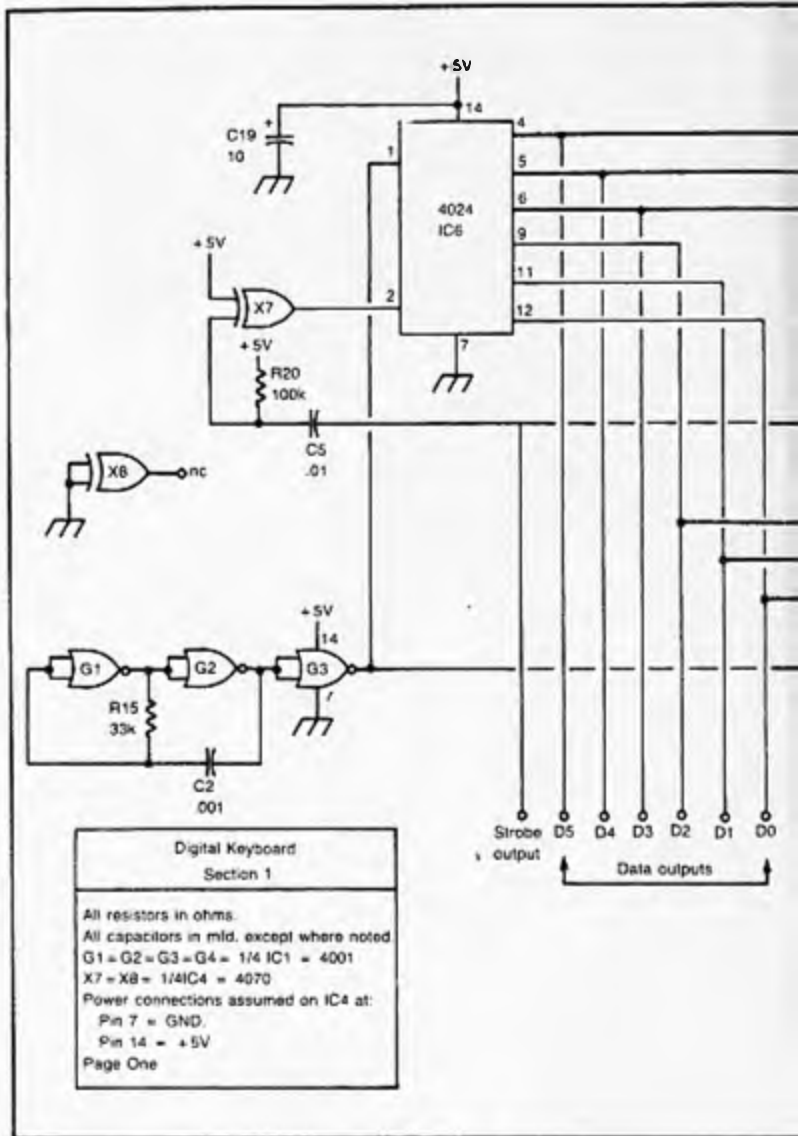 +5V
14
4
C19
+
10
1
5
6
4024
IC6
9
+5V
11
X7
2
12
+5V
7
R20
100k
C5
.01
X8
nc
+5V
14
G1
G2
G3
7
R15
33k
C2
.001
Strobe
output
D5
D4
D3
D2
D1
D0
Data outputs
Digital Keyboard
Section 1
All resistors in ohms.
All capacitors in mfd. except where noted
G1 = G2 = G3 = G4 = 1/4 IC1 = 4001
X7 = X8 = 1/4IC4 = 4070
Power connections assumed on IC4 at:
Pin 7 = GND.
Pin 14 = +5V
Page One